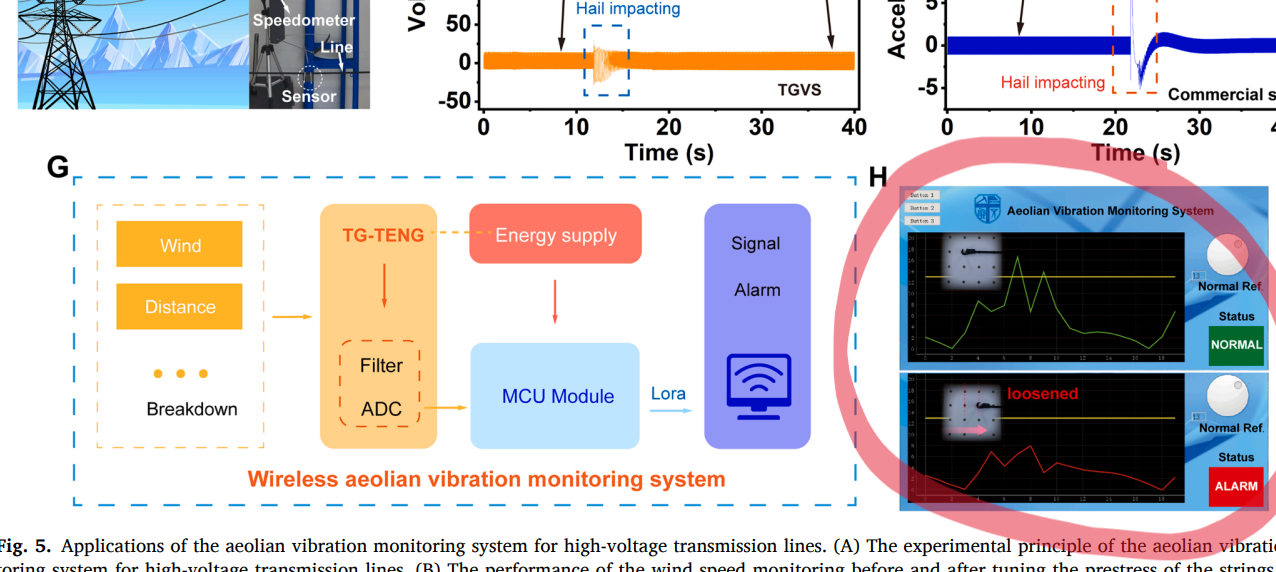 Speedometer
Line
Sensor
50
0
-50
Hail impacting
TGVS
0 10 20 30 40
Time (s)
5
0
-5
Hail impacting
Commercial s
0 10 20 30 40
Time (s)
G
Wind
Distance
Breakdown
TG-TENG
Filter
ADC
Energy supply
MCU Module
Lora
Signal
Alarm
Wireless aeolian vibration monitoring system
H
Button 1
Button 2
Button 3
Aeolian Vibration Monitoring System
Normal Ref.
Status
NORMAL
loosened
Normal Ref.
Status
ALARM
Fig. 5. Applications of the aeolian vibration monitoring system for high-voltage transmission lines. (A) The experimental principle of the aeolian vibratio
toring system for high-voltage transmission lines. (B) The performance of the wind speed monitoring before and after tuning the prestress of the strings